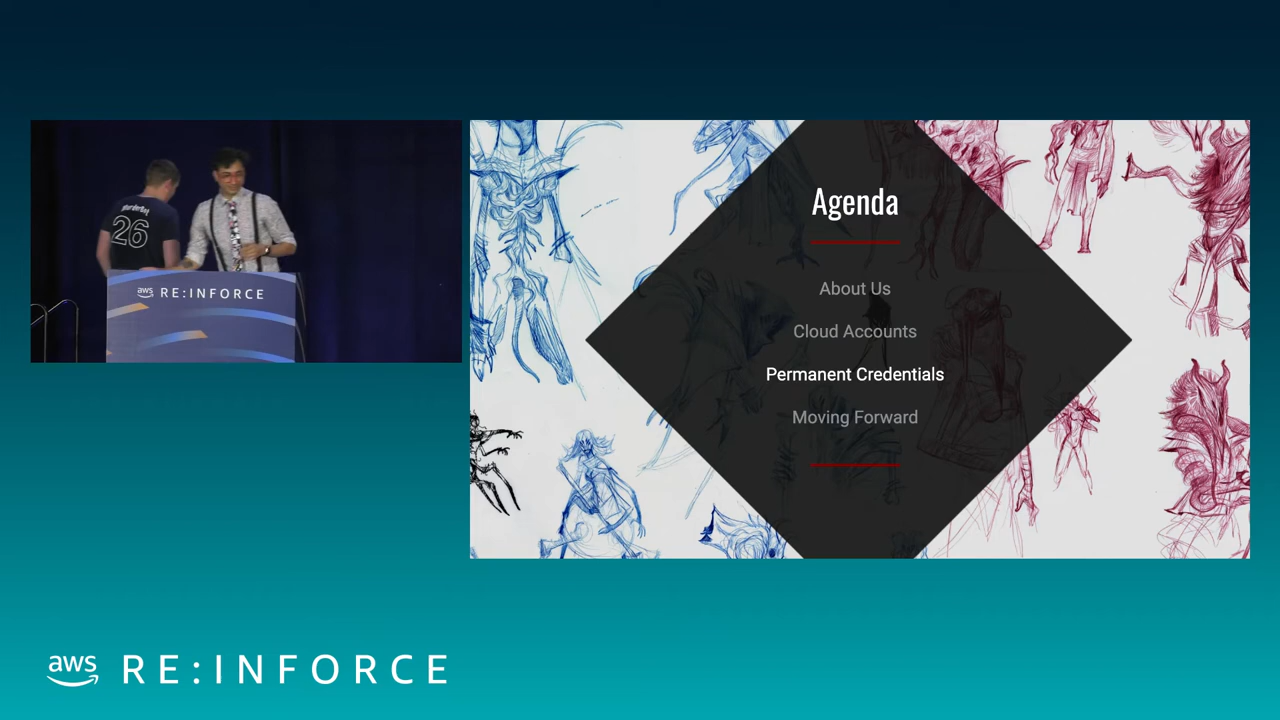 26
aws RE:INFORCE
Agenda
About Us
Cloud Accounts
Permanent Credentials
Moving Forward
aws RE:INFORCE